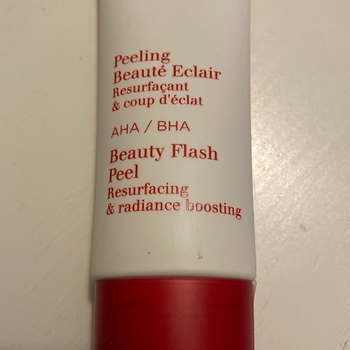 Peeling
Beauté Eclair
Resurfaçant
& coup d'éclat
AHA / BHA
Beauty Flash
Peel
Resurfacing
& radiance boosting